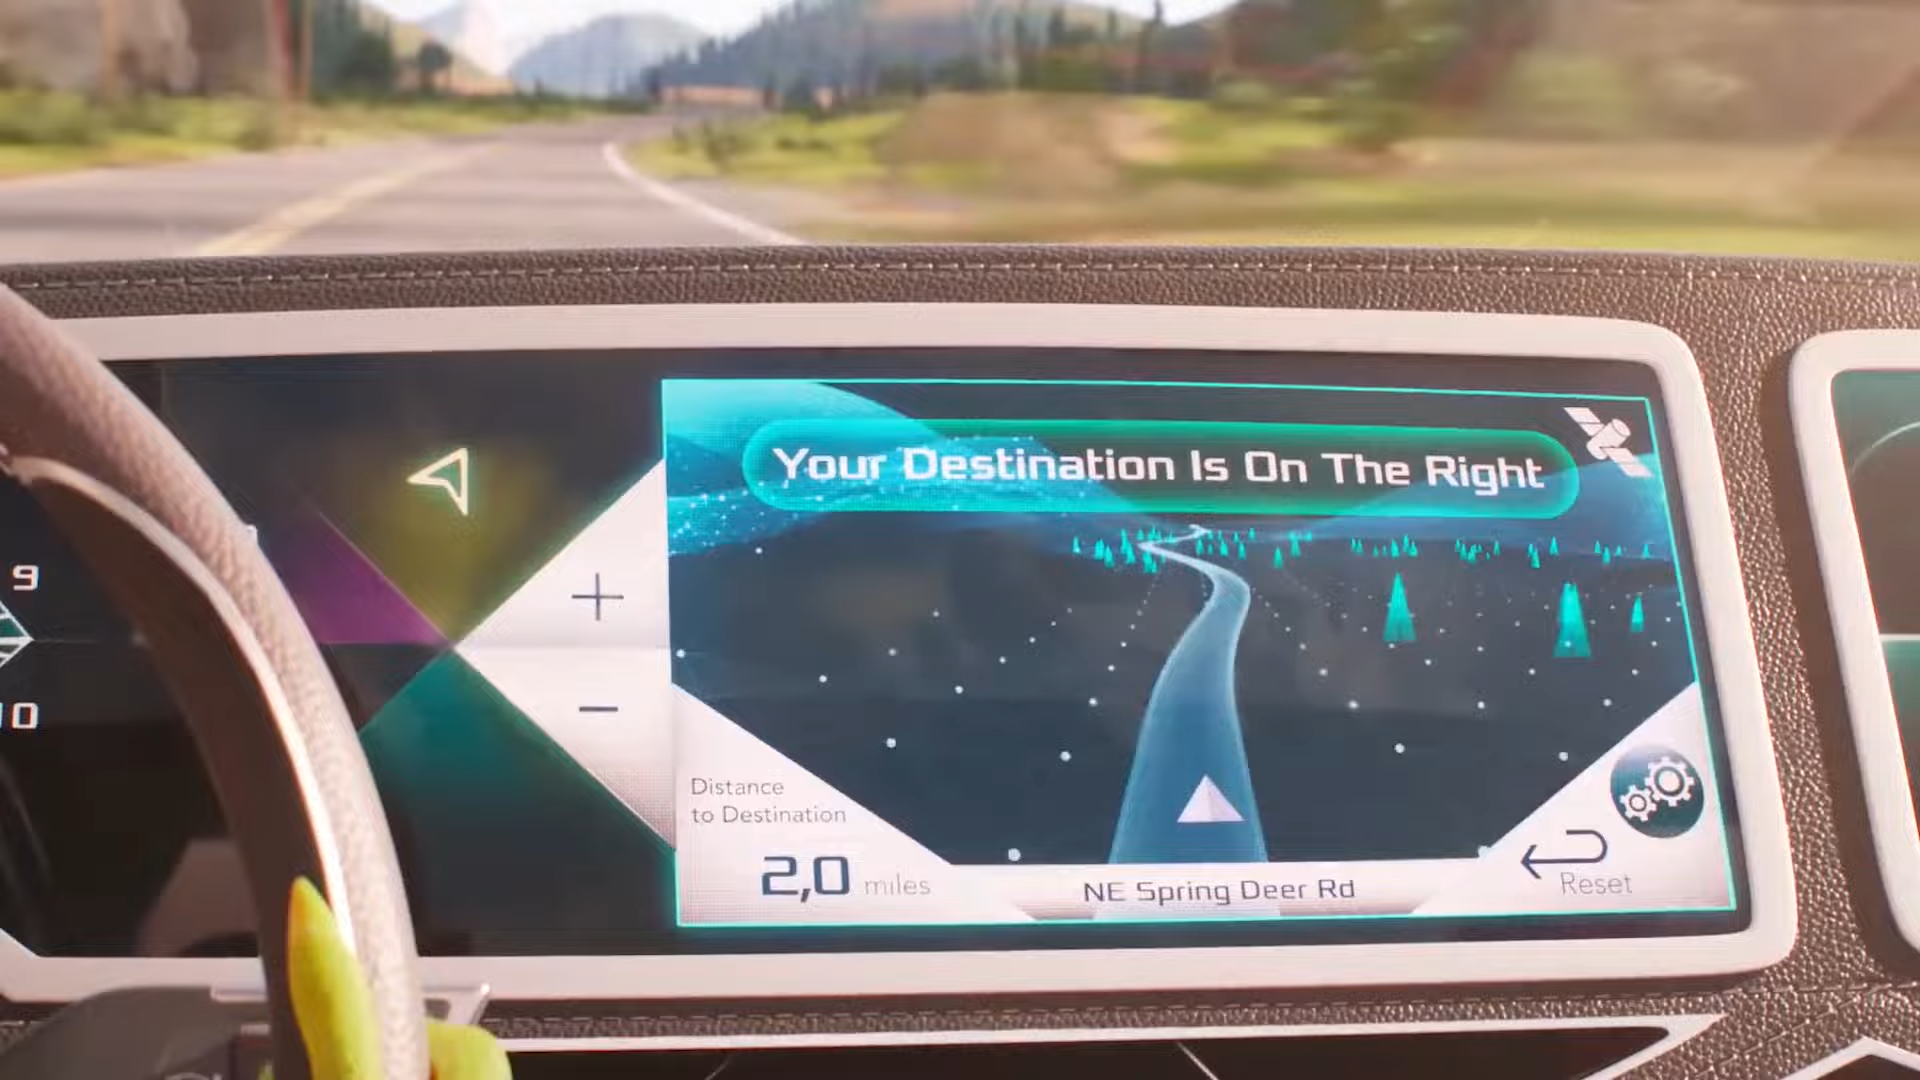 9
10
Your Destination Is On The Right
+
-
Distance
to Destination
2,0 miles
NE Spring Deer Rd
Reset